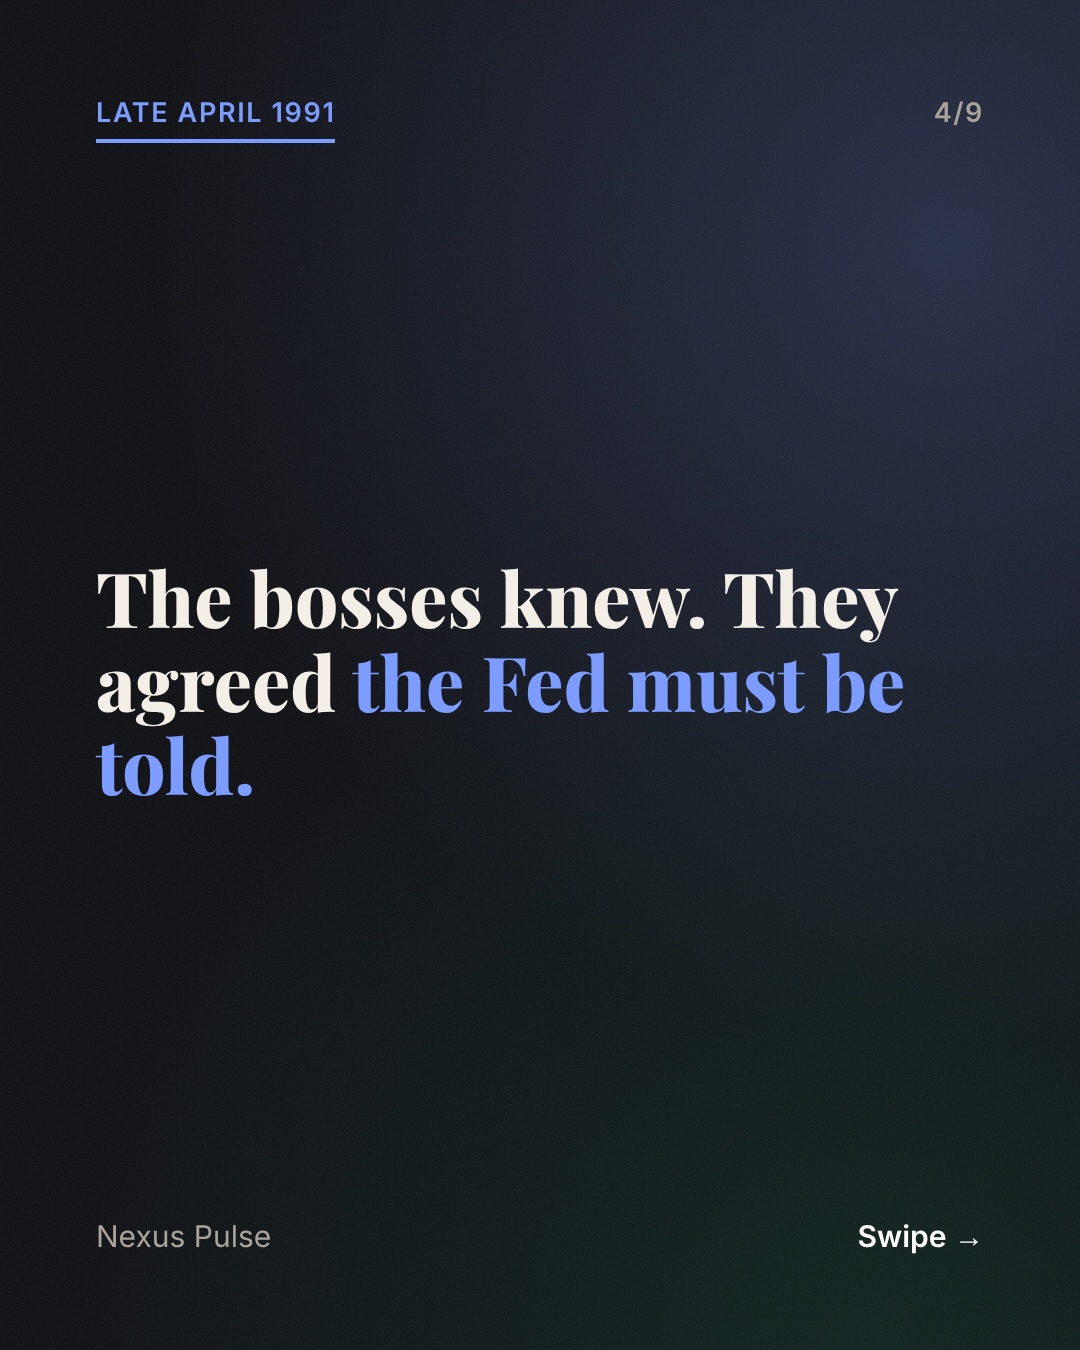 LATE APRIL 1991
4/9
The bosses knew. They
agreed the Fed must be
told.
Nexus Pulse
Swipe →